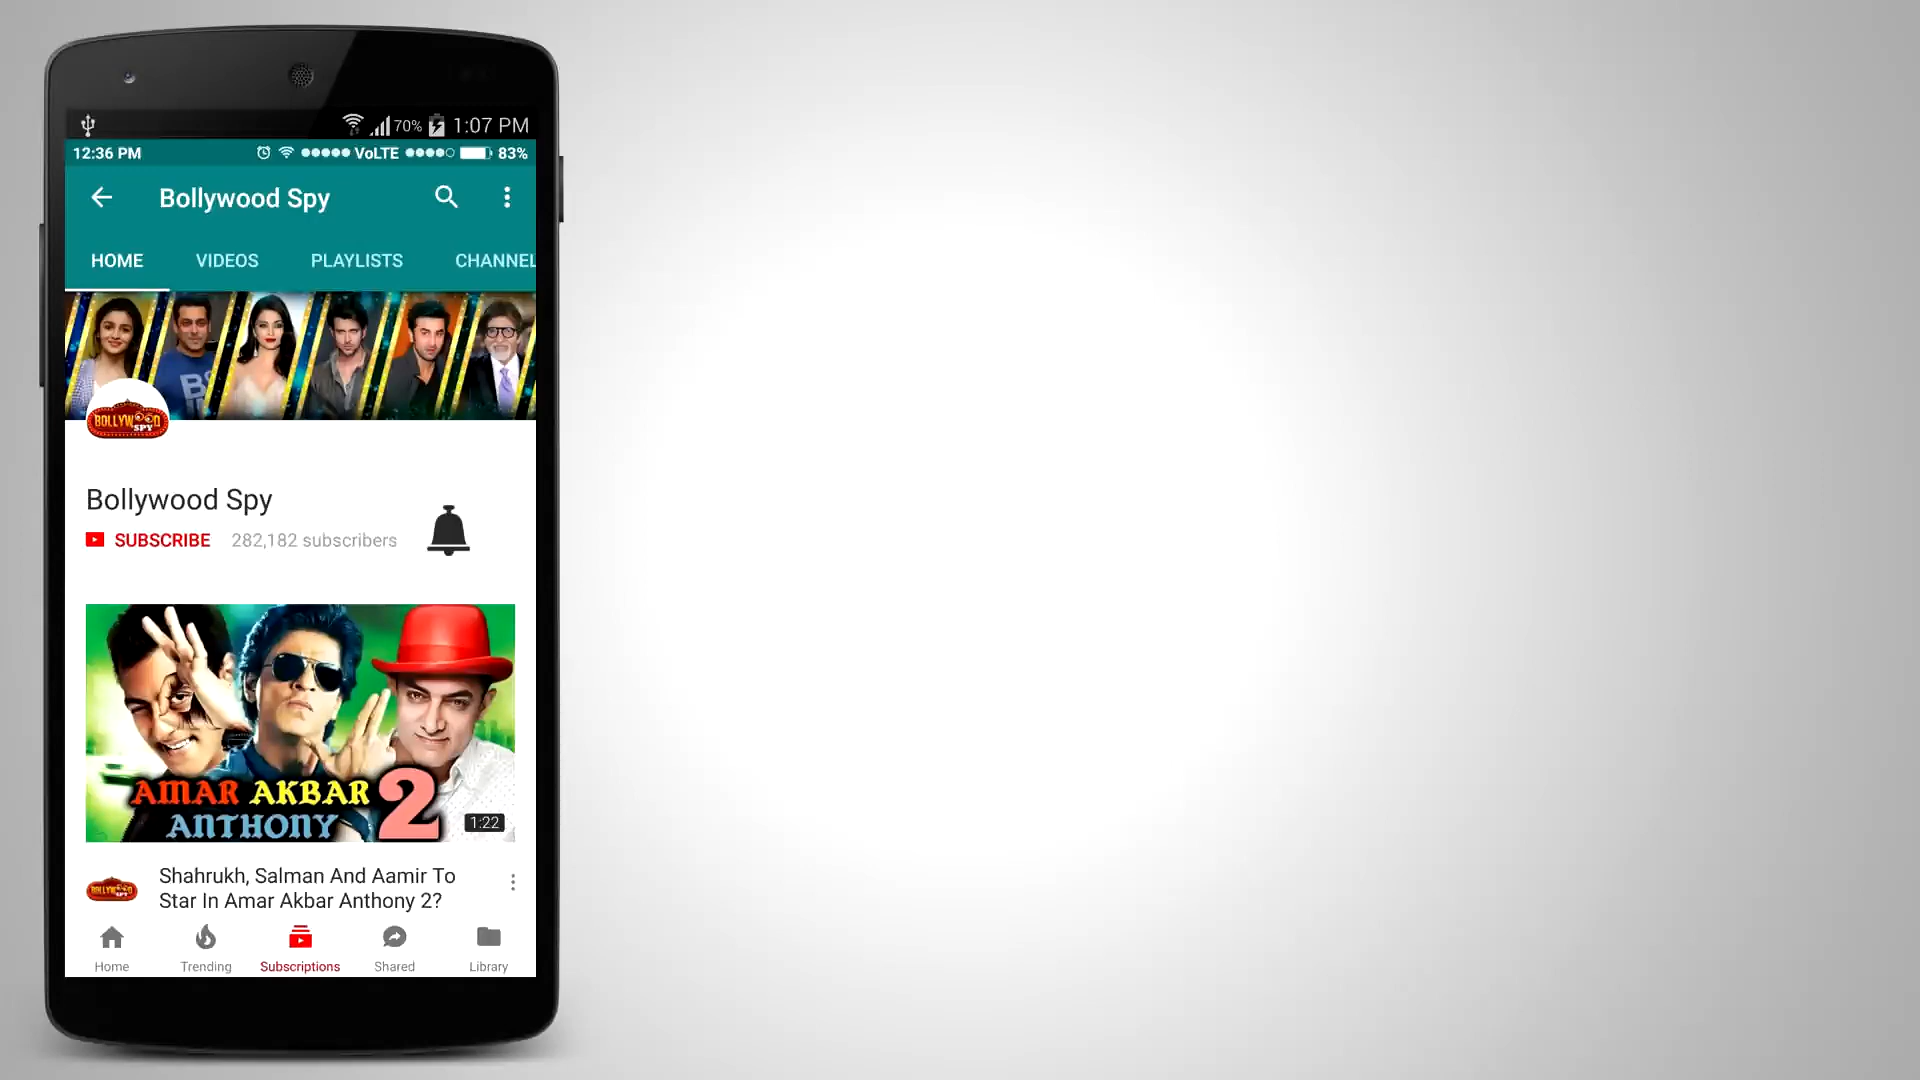 70% 1:07 PM
12:36 PM VoLTE 83%
Bollywood Spy
HOME VIDEOS PLAYLISTS CHANNEL
BOLLYWOOD
SPY
Bollywood Spy
SUBSCRIBE 282,182 subscribers
AMAR AKBAR
ANTHONY 2
1:22
BOLLYWOOD
SPY
Shahrukh, Salman And Aamir To
Star In Amar Akbar Anthony 2?
Home Trending Subscriptions Shared Library